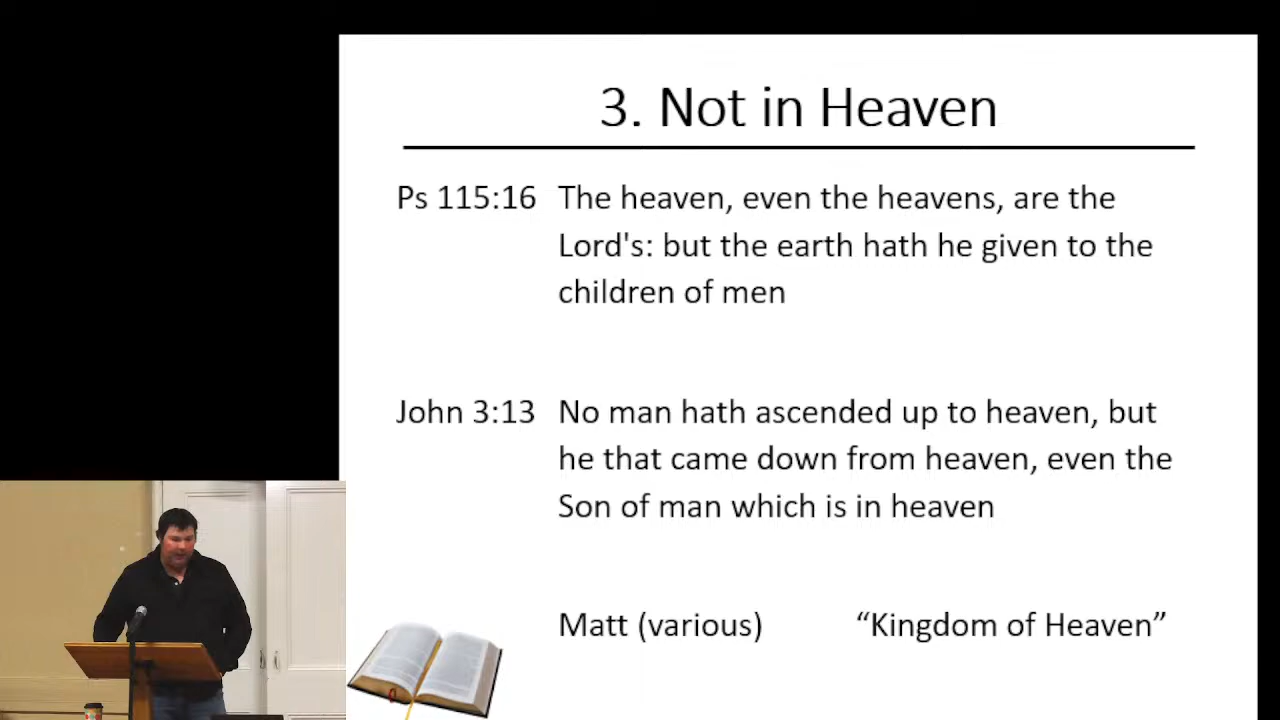 3. Not in Heaven
Ps 115:16 The heaven, even the heavens, are the
Lord's: but the earth hath he given to the
children of men
John 3:13 No man hath ascended up to heaven, but
he that came down from heaven, even the
Son of man which is in heaven
Matt (various) “Kingdom of Heaven”